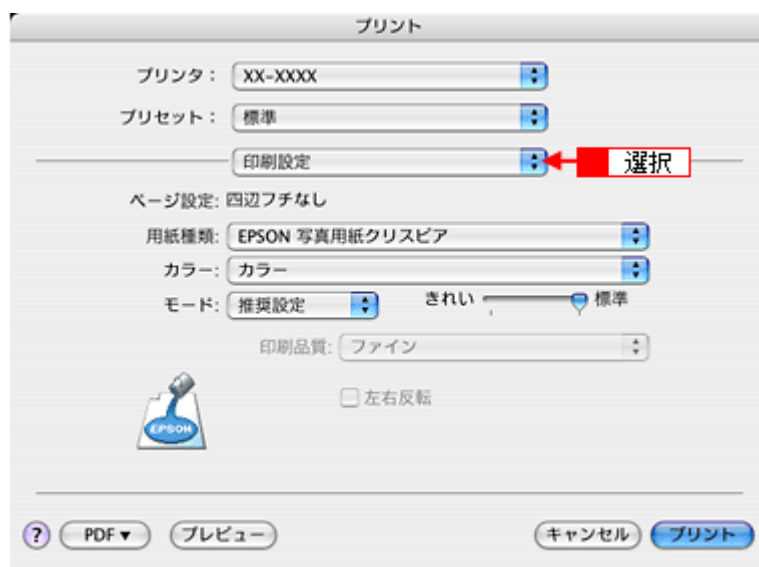 プリント
プリンタ： XX-XXXX
プリセット： 標準
印刷設定 選択
ページ設定: 四辺フチなし
用紙種類: EPSON 写真用紙クリスピア
カラー: カラー
モード: 推奨設定 きれい 標準
印刷品質: ファイン
左右反転
EPSON
? PDF▼ プレビュー キャンセル プリント